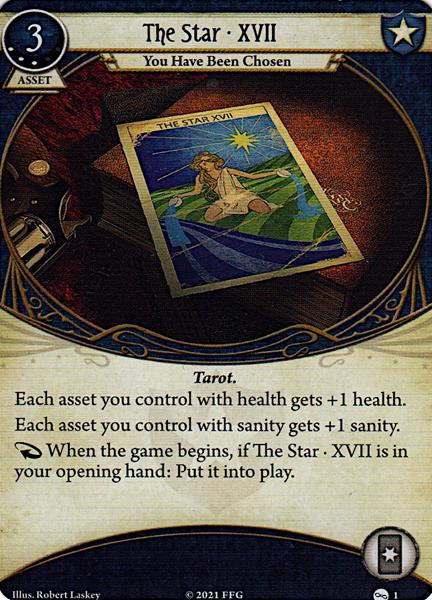 3
The Star · XVII
You Have Been Chosen
ASSET
THE STAR XVII
Tarot.
Each asset you control with health gets +1 health.
Each asset you control with sanity gets +1 sanity.
When the game begins, if The Star · XVII is in
your opening hand: Put it into play.
Illus. Robert Laskey
© 2021 FFG
1